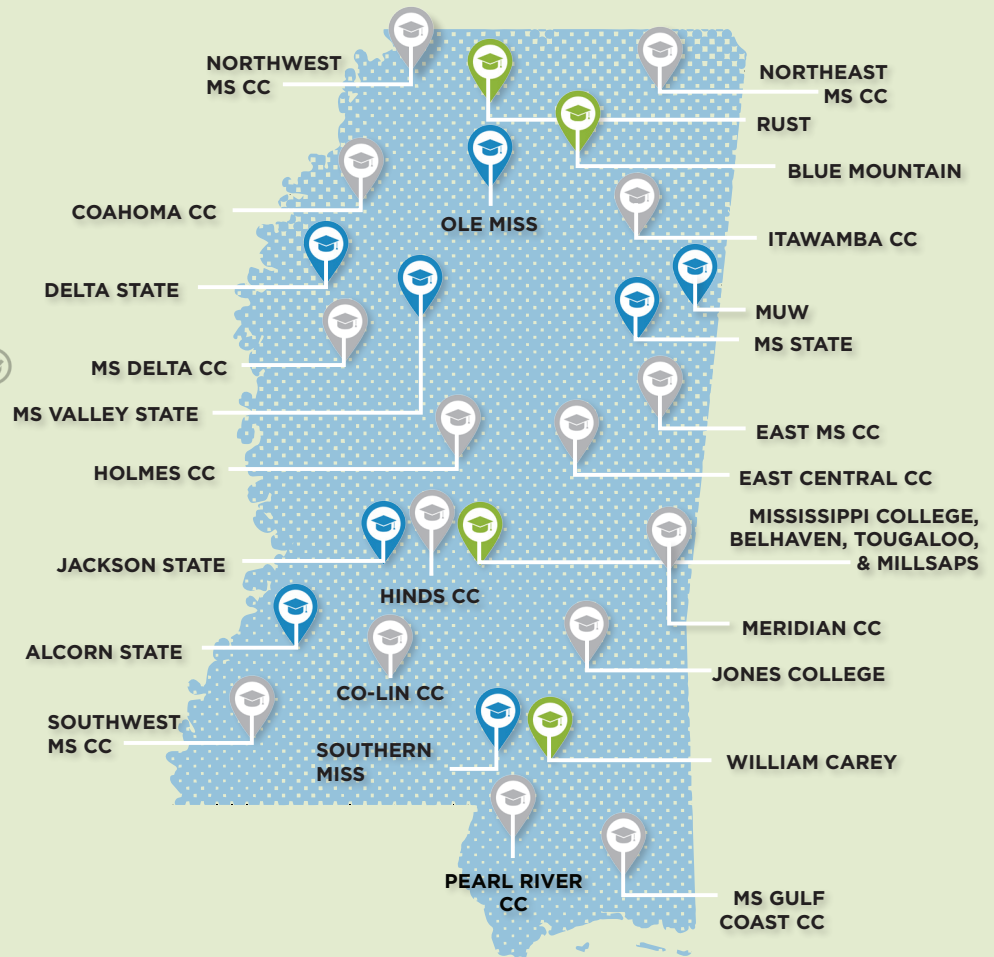 NORTHWEST
MS CC
NORTHEAST
MS CC
RUST
BLUE MOUNTAIN
COAHOMA CC
OLE MISS
ITAWAMBA CC
DELTA STATE
MUW
MS STATE
MS DELTA CC
MS VALLEY STATE
EAST MS CC
HOLMES CC
EAST CENTRAL CC
MISSISSIPPI COLLEGE,
BELHAVEN, TOUGALOO,
& MILLSAPS
JACKSON STATE
HINDS CC
MERIDIAN CC
ALCORN STATE
JONES COLLEGE
CO-LIN CC
SOUTHWEST
MS CC
SOUTHERN
MISS
WILLIAM CAREY
PEARL RIVER
CC
MS GULF
COAST CC